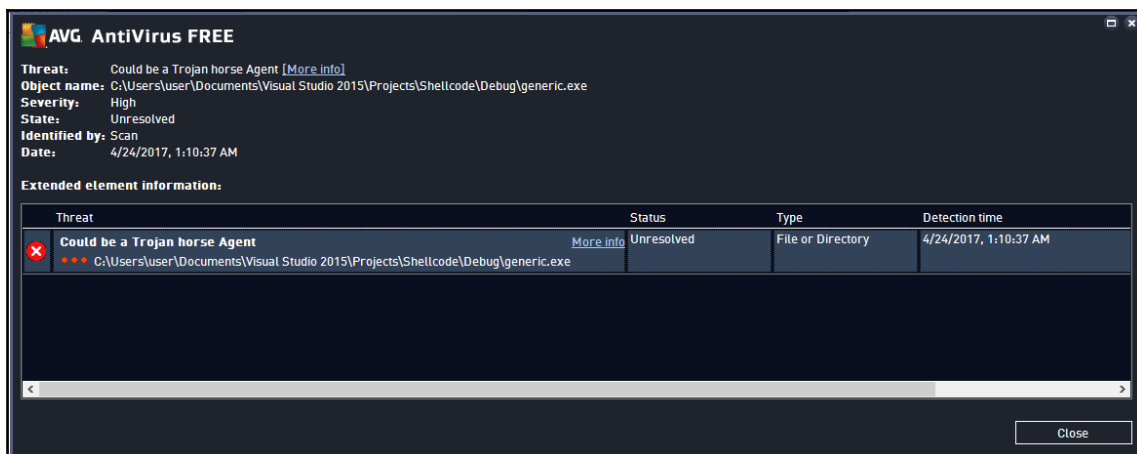 AVG. AntiVirus FREE
Threat: Could be a Trojan horse Agent [More info]
Object name: C:\Users\user\Documents\Visual Studio 2015\Projects\Shellcode\Debug\generic.exe
Severity: High
State: Unresolved
Identified by: Scan
Date: 4/24/2017, 1:10:37 AM
Extended element information:
Threat Status Type Detection time
Could be a Trojan horse Agent More info Unresolved File or Directory 4/24/2017, 1:10:37 AM
C:\Users\user\Documents\Visual Studio 2015\Projects\Shellcode\Debug\generic.exe
Close